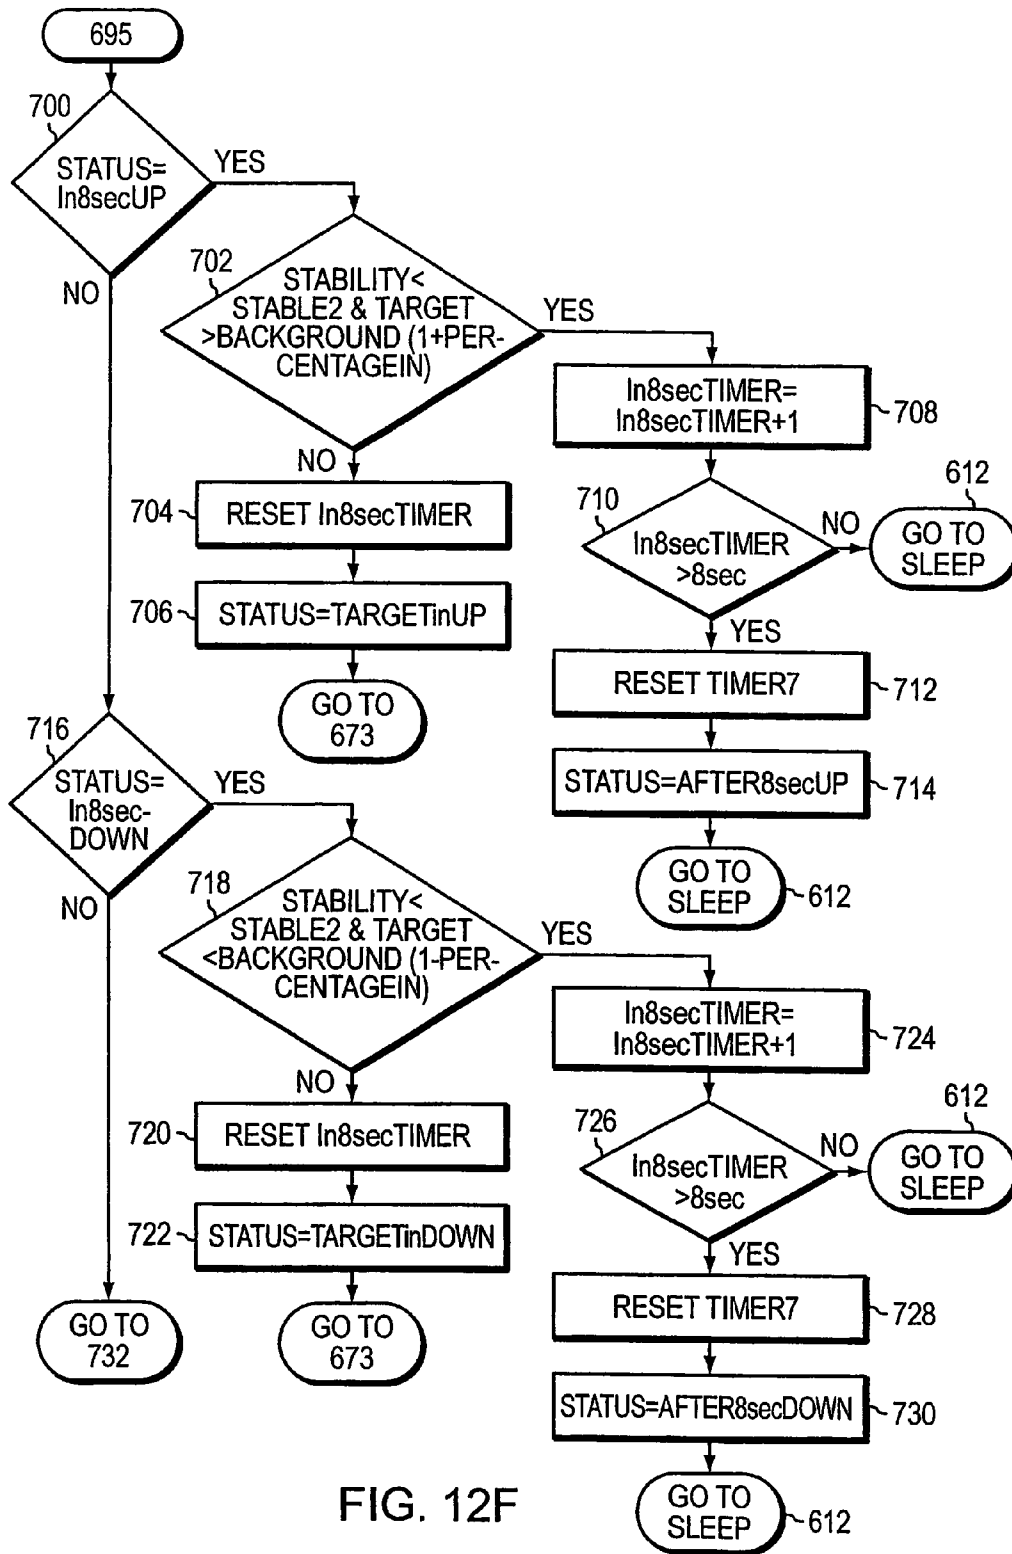 695
700
STATUS=
In8secUP
YES
NO
702
STABILITY<
STABLE2 & TARGET
>BACKGROUND (1+PER-
CENTAGEIN)
YES
NO
In8secTIMER=
In8secTIMER+1
708
704
RESET In8secTIMER
710
In8secTIMER
>8sec
NO
612
GO TO
SLEEP
706
STATUS=TARGETinUP
YES
GO TO
673
RESET TIMER7
712
STATUS=AFTER8secUP
714
GO TO
SLEEP
612
716
STATUS=
In8sec-
DOWN
YES
NO
718
STABILITY<
STABLE2 & TARGET
<BACKGROUND (1-PER-
CENTAGEIN)
YES
NO
In8secTIMER=
In8secTIMER+1
724
720
RESET In8secTIMER
726
In8secTIMER
>8sec
NO
612
GO TO
SLEEP
722
STATUS=TARGETinDOWN
YES
GO TO
732
GO TO
673
RESET TIMER7
728
STATUS=AFTER8secDOWN
730
GO TO
SLEEP
612
FIG. 12F